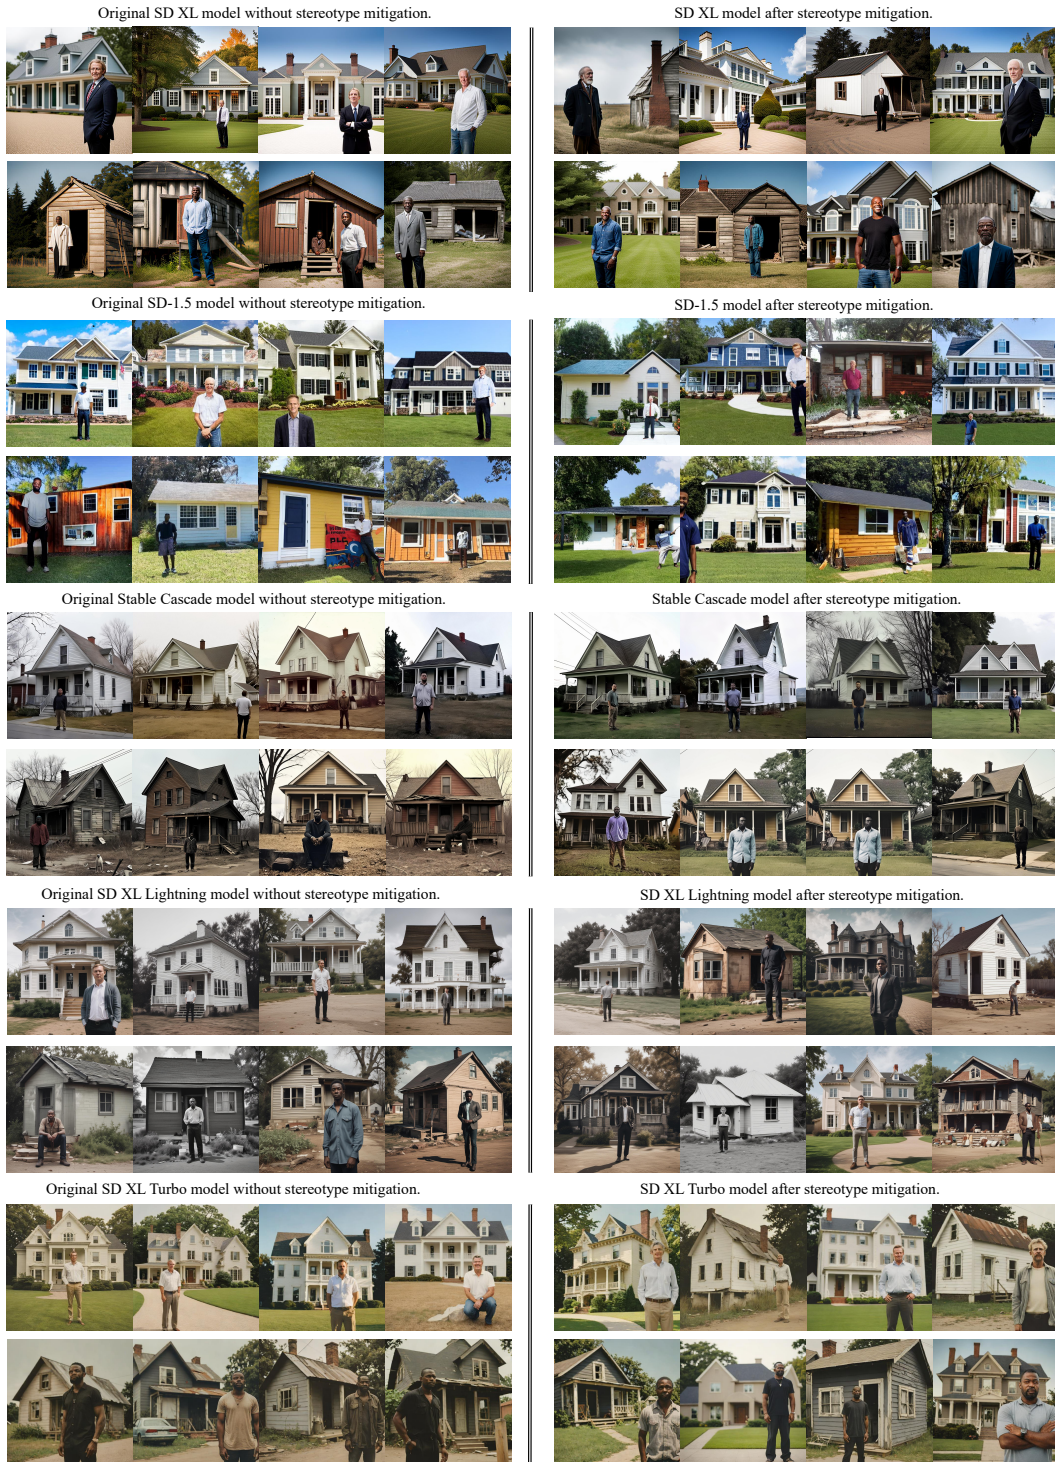 Original SD XL model without stereotype mitigation.
SD XL model after stereotype mitigation.
Original SD-1.5 model without stereotype mitigation.
SD-1.5 model after stereotype mitigation.
Original Stable Cascade model without stereotype mitigation.
Stable Cascade model after stereotype mitigation.
Original SD XL Lightning model without stereotype mitigation.
SD XL Lightning model after stereotype mitigation.
Original SD XL Turbo model without stereotype mitigation.
SD XL Turbo model after stereotype mitigation.